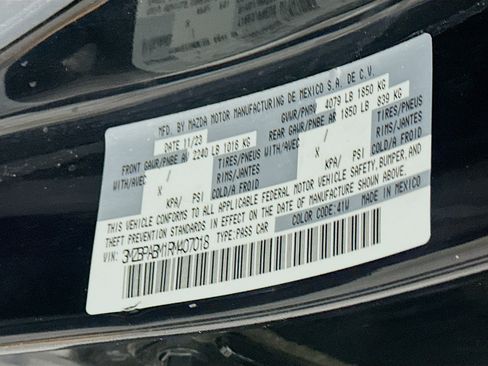 MFD. BY MAZDA MOTOR MANUFACTURING DE MEXICO S.A. DE C.V.
DATE 11/23 GVWR/PNBV 4079 LB 1850 KG
FRONT GAWR/PNBE AV 2240 LB 1016 KG REAR GAWR/PNBE AR 1850 LB 839 KG
WITH/AVEC / TIRES/PNEUS WITH/AVEC / TIRES/PNEUS
X RIMS/JANTES X RIMS/JANTES
KPA/ PSI COLD/A FROID KPA/ PSI COLD/A FROID
THIS VEHICLE CONFORMS TO ALL APPLICABLE FEDERAL MOTOR VEHICLE SAFETY, BUMPER, AND
THEFT PREVENTION STANDARDS IN EFFECT ON THE DATE OF MANUFACTURE SHOWN ABOVE.
COLOR CODE:41W MADE IN MEXICO
VIN: TYPE:PASS CAR